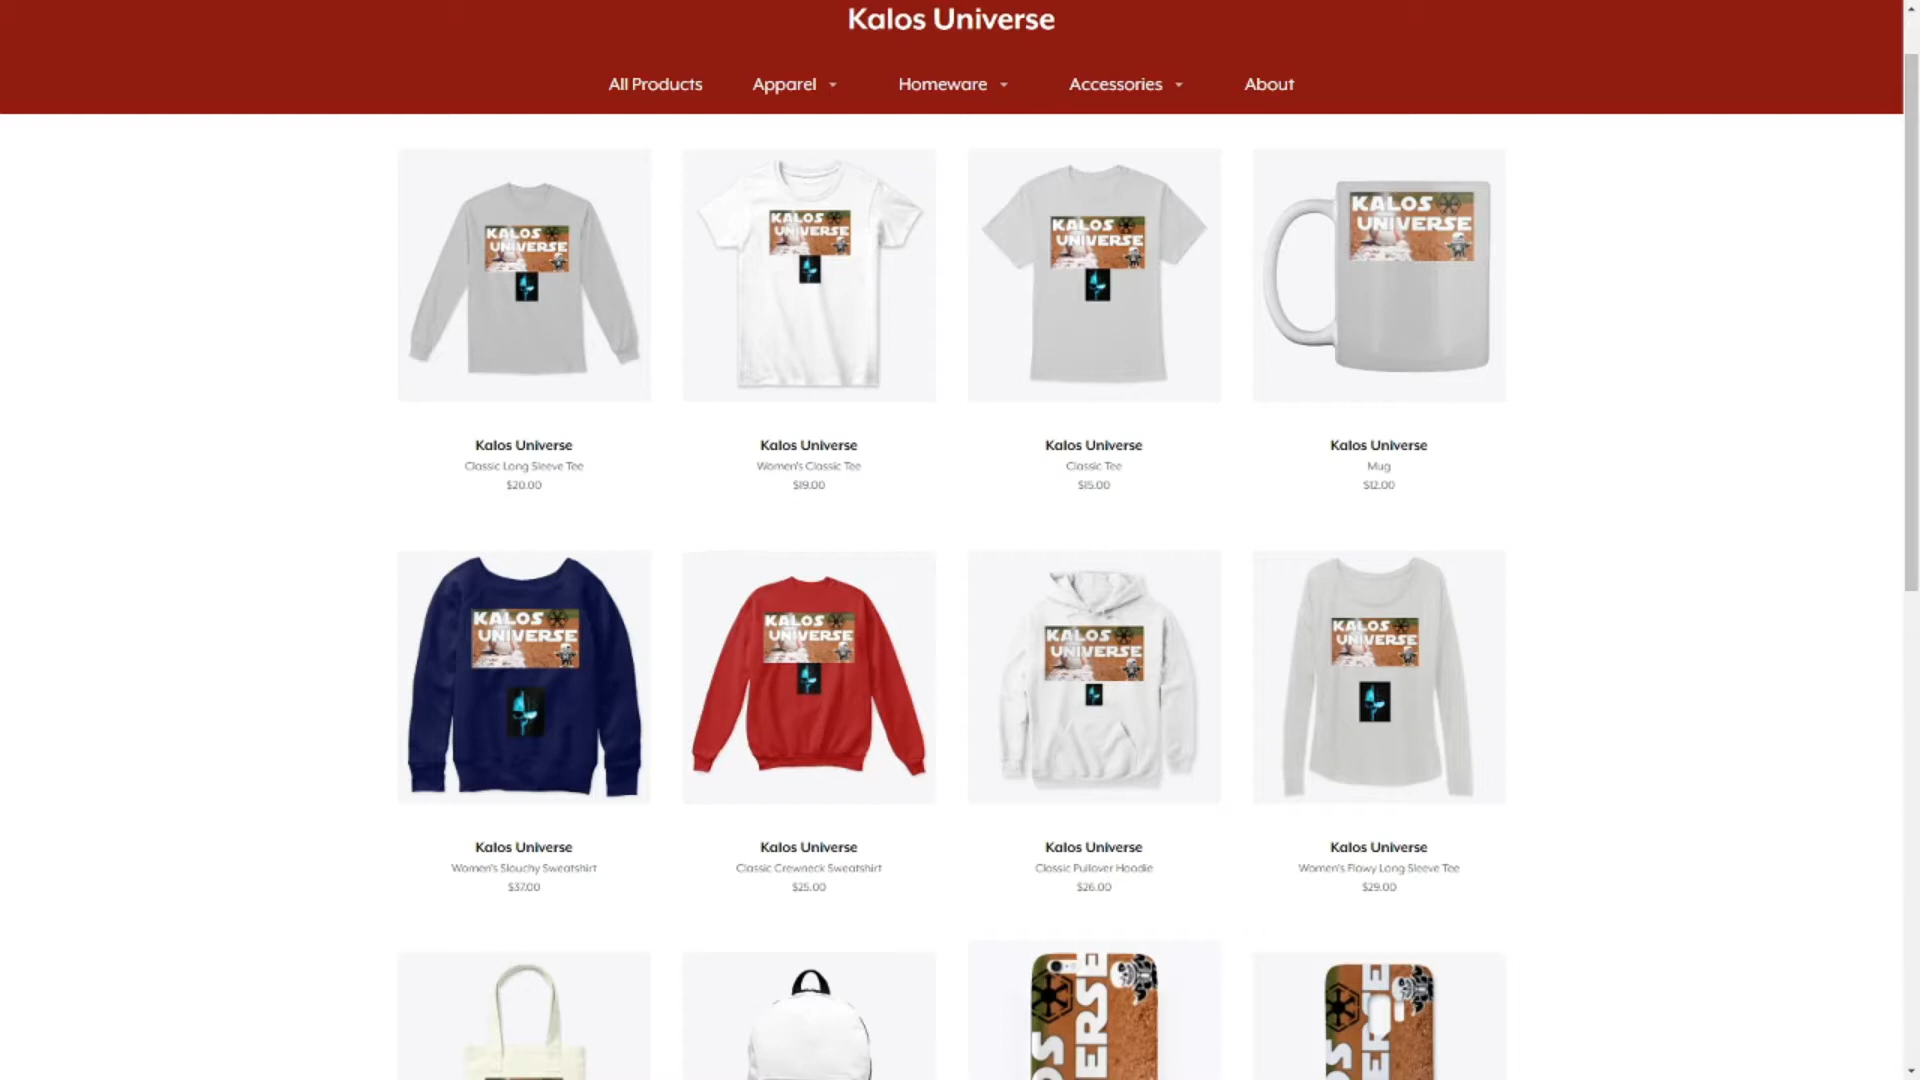 Kalos Universe
All Products Apparel Homeware Accessories About
KALOS
UNIVERSE
KALOS
UNIVERSE
KALOS
UNIVERSE
KALOS
UNIVERSE
Kalos Universe
Classic Long Sleeve Tee
$20.00
Kalos Universe
Women's Classic Tee
$19.00
Kalos Universe
Classic Tee
$15.00
Kalos Universe
Mug
$12.00
KALOS
UNIVERSE
KALOS
UNIVERSE
KALOS
UNIVERSE
KALOS
UNIVERSE
Kalos Universe
Women's Slouchy Sweatshirt
$37.00
Kalos Universe
Classic Crewneck Sweatshirt
$25.00
Kalos Universe
Classic Pullover Hoodie
$26.00
Kalos Universe
Women's Flowy Long Sleeve Tee
$29.00
OS
ERSE
OS
ERSE